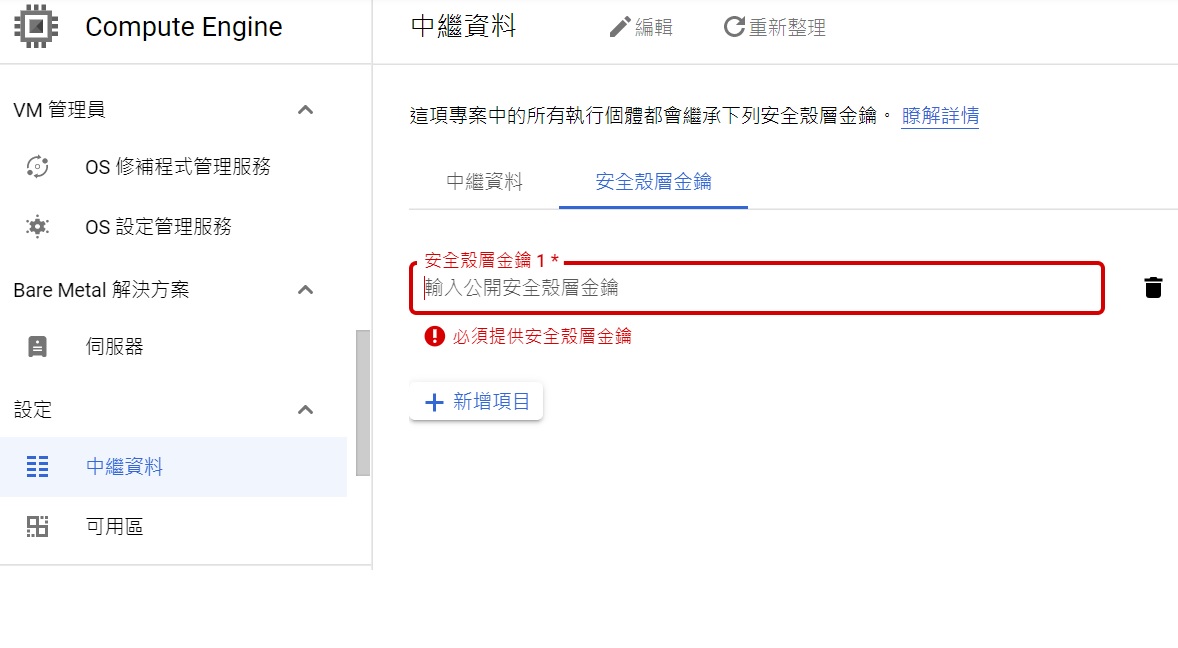 Compute Engine
VM 管理員
OS 修補程式管理服務
OS 設定管理服務
Bare Metal 解決方案
伺服器
設定
中繼資料
可用區
中繼資料
編輯
重新整理
這項專案中的所有執行個體都會繼承下列安全殼層金鑰。 瞭解詳情
中繼資料
安全殼層金鑰
安全殼層金鑰 1 *
輸入公開安全殼層金鑰
必須提供安全殼層金鑰
新增項目